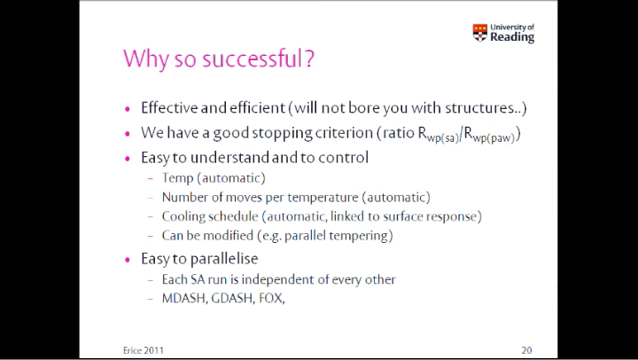 University of
Reading
Why so successful?
• Effective and efficient (will not bore you with structures..)
• We have a good stopping criterion (ratio Rwp(sa)/Rwp(paw))
• Easy to understand and to control
– Temp (automatic)
– Number of moves per temperature (automatic)
– Cooling schedule (automatic, linked to surface response)
– Can be modified (e.g. parallel tempering)
• Easy to parallelise
– Each SA run is independent of every other
– MDASH, GDASH, FOX,
Erice 2011
20